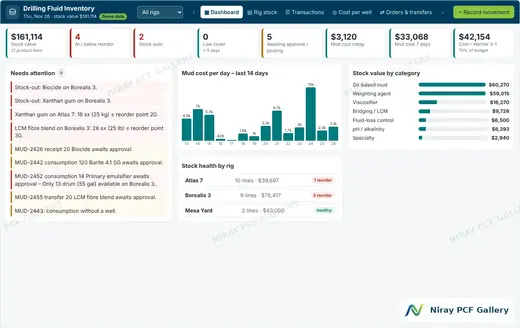 Drilling Fluid Inventory
Thu, Nov 26 · stock value $161,114 Demo data
All rigs
Dashboard
Rig stock
Transactions
Cost per well
Orders & transfers
+ Record movement
$161,114
Stock value
21 product lines
4
At / below reorder
2
Stock-outs
0
Low cover
< 5 days
5
Awaiting approval / posting
$3,130
Mud cost today
$33,068
Mud cost 7 days
$42,154
75% of budget
Needs attention 9
Stock-out: Biocide on Borealis 3.
Stock-out: Xanthan gum on Borealis 3.
Xanthan gum on Atlas 7: 18 sx (25 kg) ≤ reorder point 20.
LCM fibre blend on Borealis 3: 26 sx (25 lb) ≤ reorder point 30.
MUD-2426 receipt 20 Biocide awaits approval.
MUD-2442 consumption 120 Barite 4.1 SG awaits approval.
MUD-2452 consumption 14 Primary emulsifier awaits approval – Only 13 drum (55 gal) available on Borealis 3.
MUD-2455 transfer 20 LCM fibre blend awaits approval.
MUD-2443: consumption without a well.
Mud cost per day – last 14 days
Stock health by rig
Atlas 7 10 lines · $39,697 1 reorder
Borealis 3 9 lines · $78,417 3 reorder
Mesa Yard 2 lines · $43,000 healthy
Stock value by category
Oil-based mud $60,270
Weighting agent $59,015
Viscosifier $16,270
Bridging / LCM $9,726
Fluid-loss control $6,500
pH / alkalinity $6,393
Specialty $2,940
Niray PCF Gallery